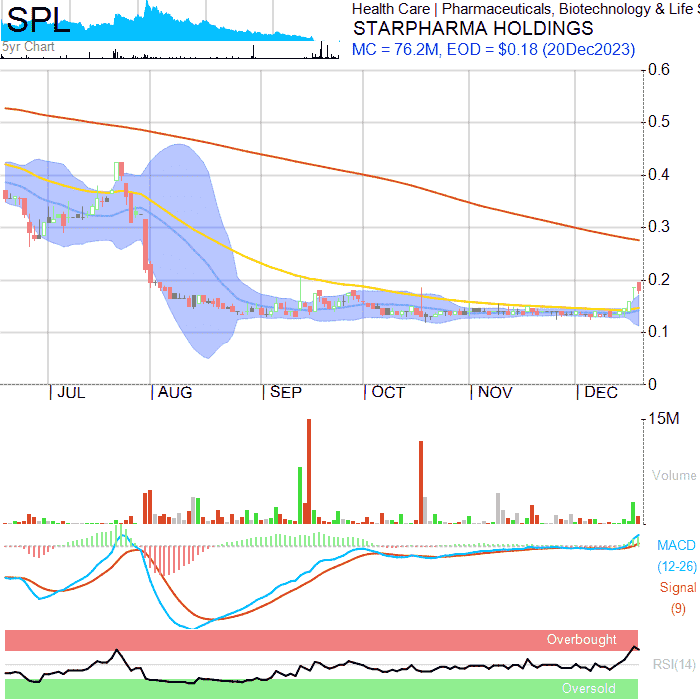 SPL
5yr Chart
Health Care | Pharmaceuticals, Biotechnology & Life S
STARPHARMA HOLDINGS
MC = 76.2M, EOD = $0.18 (20Dec2023)
0.6
0.5
0.4
0.3
0.2
0.1
0
JUL AUG SEP OCT NOV DEC
15M
Volume
MACD
(12-26)
Signal
(9)
Overbought
RSI(14)
Oversold